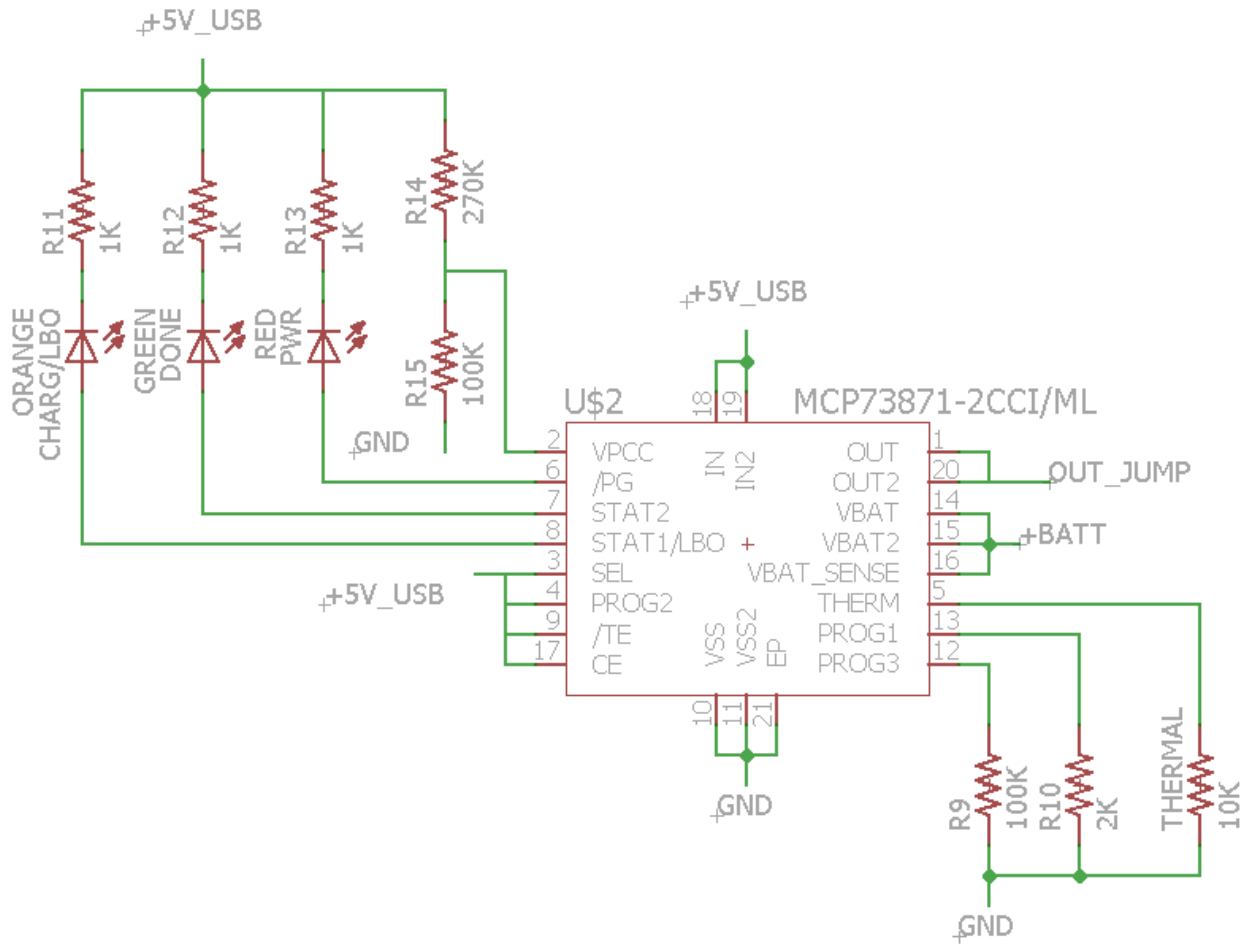 +5V_USB
R11
1K
R12
1K
R13
1K
R14
270K
ORANGE
CHARG/LBO
GREEN
DONE
RED
PWR
R15
100K
GND
+5V_USB
U$2
MCP73871-2CCI/ML
18
19
IN
IN2
2
VPCC
6
/PG
7
STAT2
8
STAT1/LBO
3
SEL
4
PROG2
9
/TE
17
CE
+5V_USB
OUT
1
OUT2
20
OUT_JUMP
VBAT
14
VBAT2
15
+BATT
VBAT_SENSE
16
THERM
5
PROG1
13
PROG3
12
VSS
VSS2
EP
10
11
21
GND
R9
100K
R10
2K
THERMAL
10K
GND